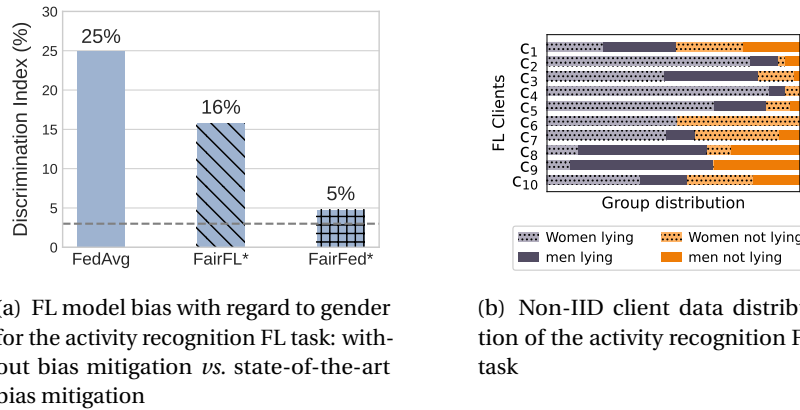 30
25
20
15
10
5
0
Discrimination Index (%)
25%
16%
5%
FedAvg
FairFL*
FairFed*
FL Clients
C1
C2
C3
C4
C5
C6
C7
C8
C9
C10
Group distribution
Women lying
Women not lying
men lying
men not lying
(a) FL model bias with regard to gender
for the activity recognition FL task: with-
out bias mitigation vs. state-of-the-art
bias mitigation
(b) Non-IID client data distribu
tion of the activity recognition F
task